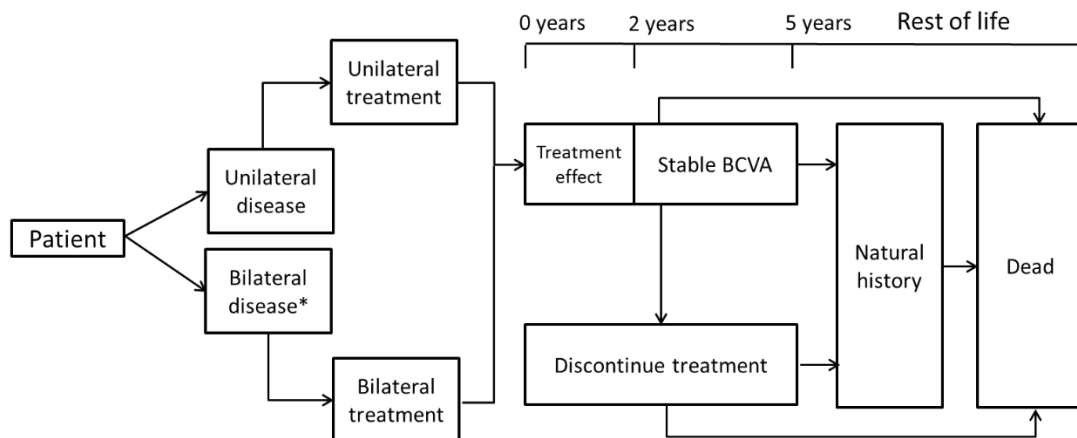 0 years 2 years 5 years Rest of life
Unilateral
treatment
Treatment
effect
Stable BCVA
Unilateral
disease
Patient
Bilateral
disease*
Natural
history
Dead
Discontinue treatment
Bilateral
treatment